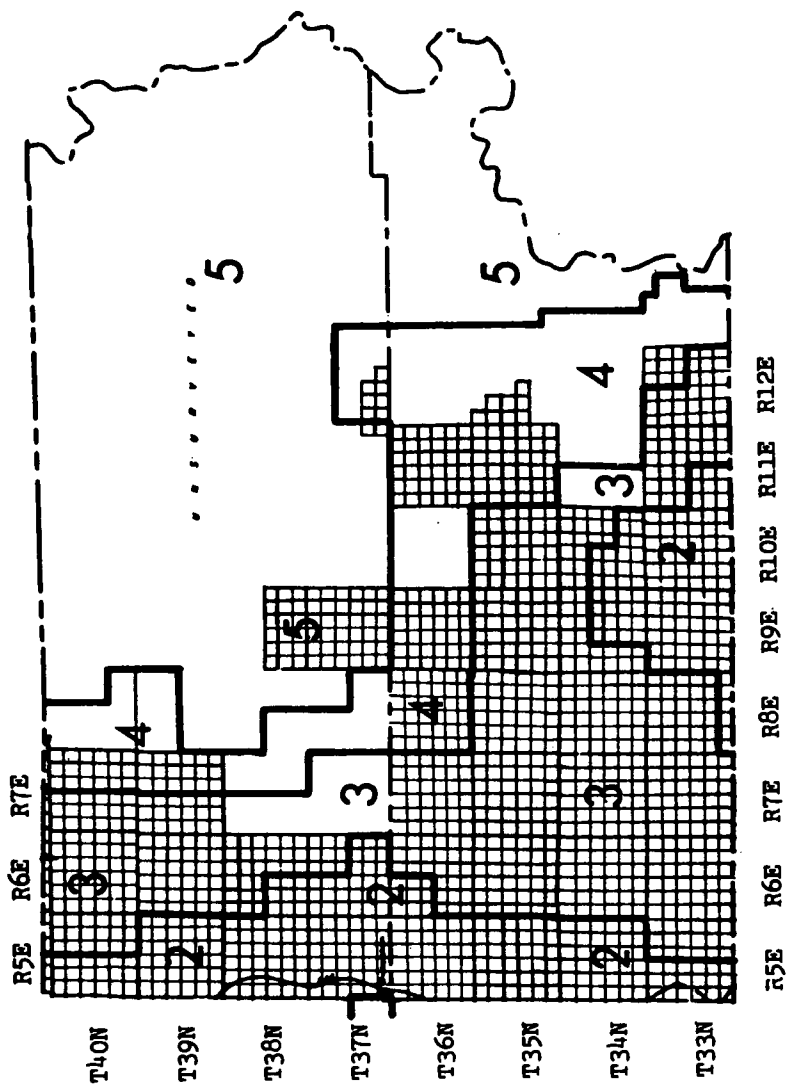 R5E R6E R7E
T40N 3 4
T39N 2 unsurveyed 5
T38N 5
T37N 3
2
T36N 4
T35N 5
T34N 2 3 3 4
T33N 2
R5E R6E R7E R8E R9E R10E R11E R12E